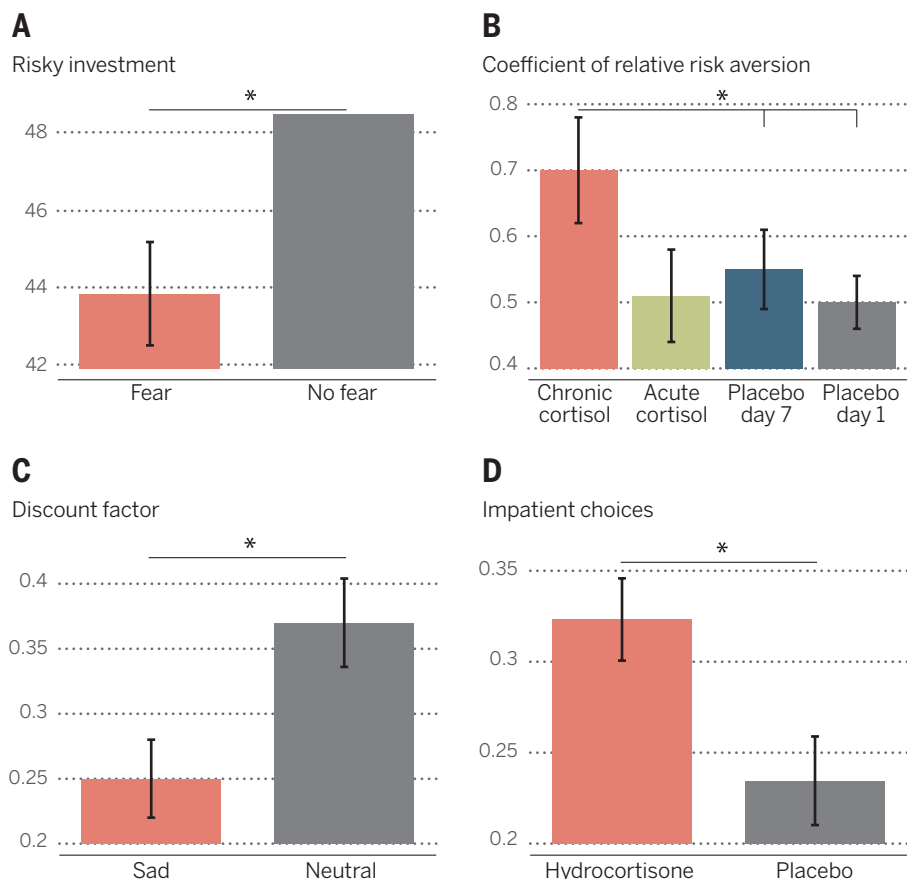 A
Risky investment
*
48
46
44
42
Fear No fear
B
Coefficient of relative risk aversion
0.8
*
0.7
0.6
0.5
0.4
Chronic cortisol
Acute cortisol
Placebo day 7
Placebo day 1
C
Discount factor
*
0.4
0.35
0.3
0.25
0.2
Sad Neutral
D
Impatient choices
*
0.35
0.3
0.25
0.2
Hydrocortisone Placebo